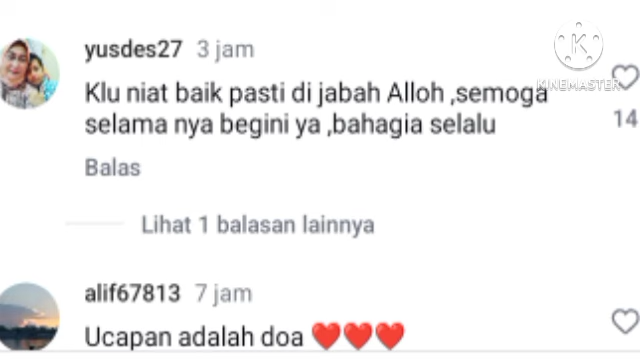 yusdes27 3 jam
Klu niat baik pasti di jabah Alloh ,semoga
selama nya begini ya ,bahagia selalu
14
Balas
Lihat 1 balasan lainnya
alif67813 7 jam
Ucapan adalah doa ❤️❤️❤️
K
KINEMASTER